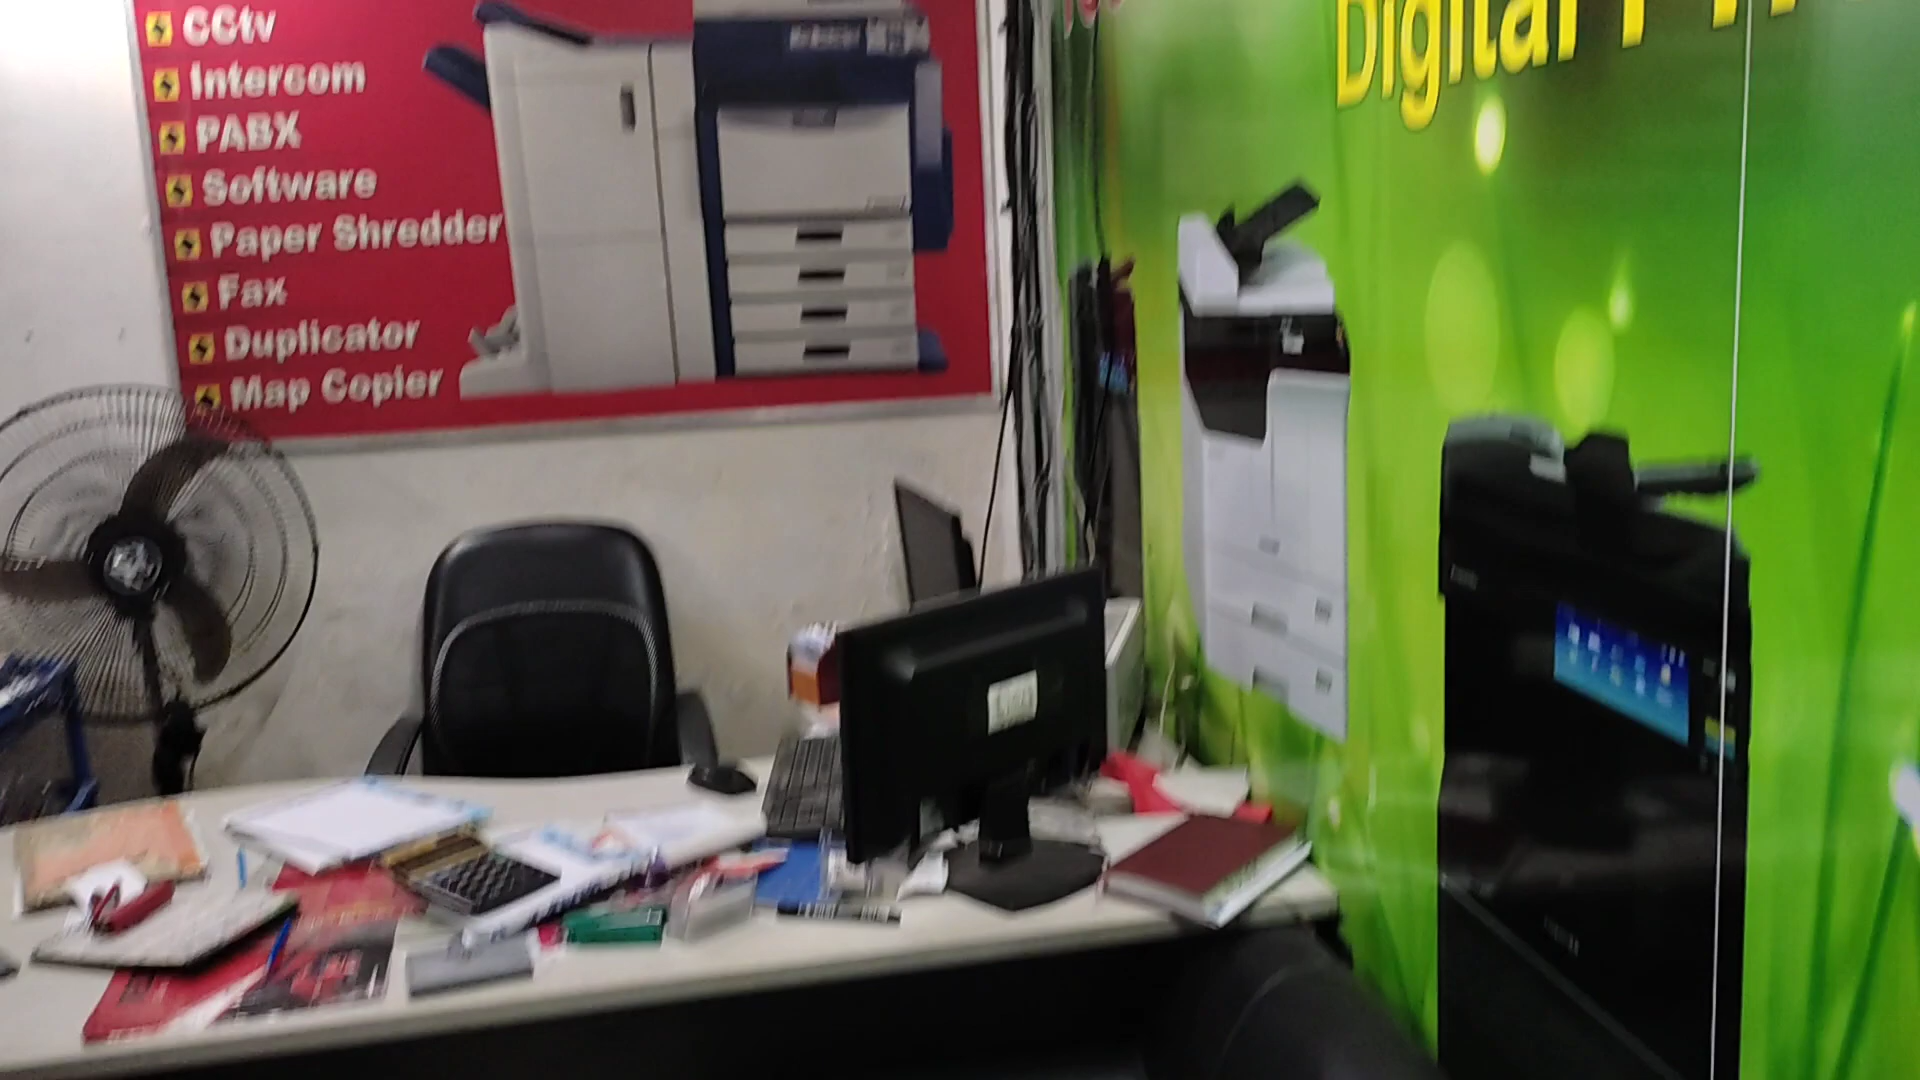 CCtv
Intercom
PABX
Software
Paper Shredder
Fax
Duplicator
Map Copier
Digital